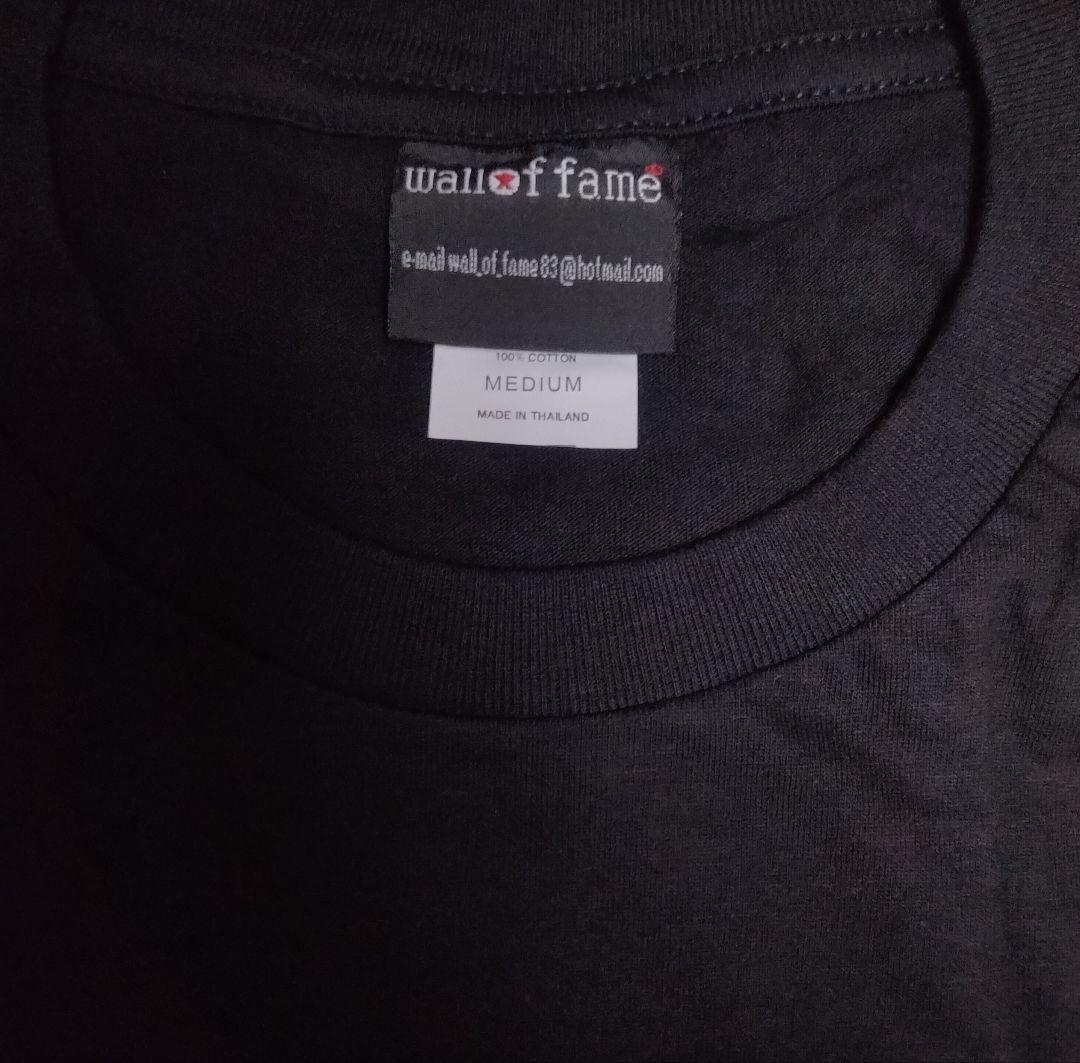 wall of fame
e-mail wall_of_fame83@hotmail.com
100% COTTON
MEDIUM
MADE IN THAILAND